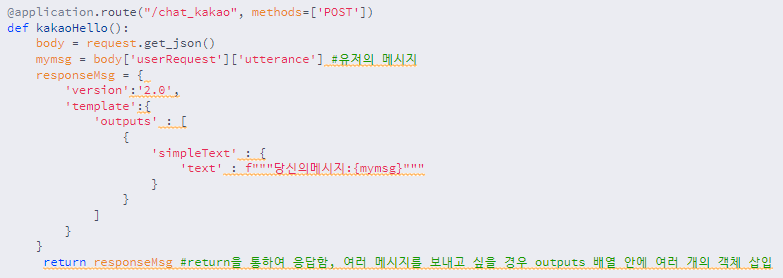 @application.route("/chat_kakao", methods=['POST'])
def kakaoHello():
    body = request.get_json()
    mymsg = body['userRequest']['utterance'] #유저의 메시지
    responseMsg = {
        'version':'2.0',
        'template':{
            'outputs' : [
                {
                    'simpleText' : {
                        'text' : f"""당신의메시지:{mymsg}"""
                    }
                }
            ]
        }
    }
     return responseMsg #return을 통하여 응답함, 여러 메시지를 보내고 싶을 경우 outputs 배열 안에 여러 개의 객체 삽입